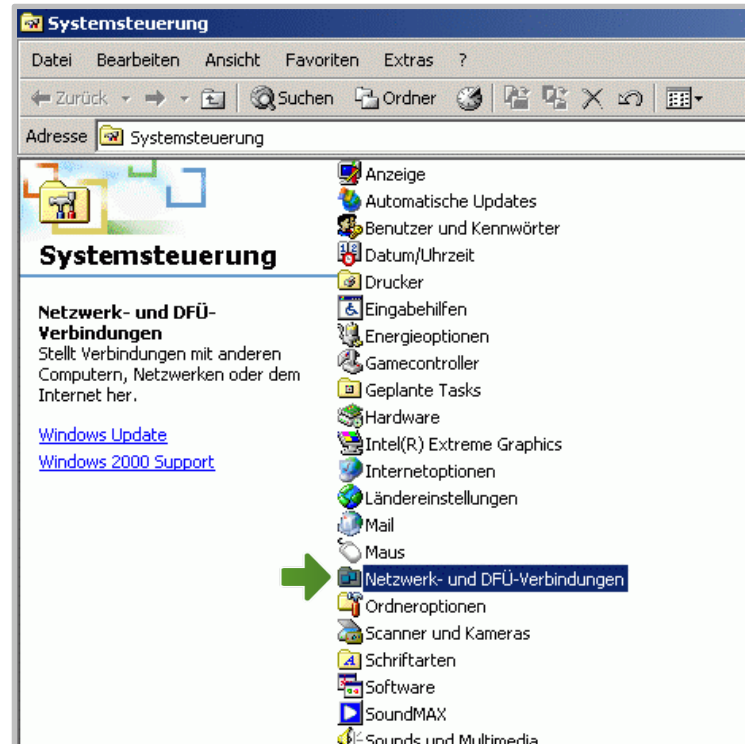 Systemsteuerung
Datei Bearbeiten Ansicht Favoriten Extras ?
Zurück Suchen Ordner
Adresse Systemsteuerung
Systemsteuerung
Netzwerk- und DFÜ-
Verbindungen
Stellt Verbindungen mit anderen
Computern, Netzwerken oder dem
Internet her.
Windows Update
Windows 2000 Support
Anzeige
Automatische Updates
Benutzer und Kennwörter
Datum/Uhrzeit
Drucker
Eingabehilfen
Energieoptionen
Gamecontroller
Geplante Tasks
Hardware
Intel(R) Extreme Graphics
Internetoptionen
Ländereinstellungen
Mail
Maus
Netzwerk- und DFÜ-Verbindungen
Ordneroptionen
Scanner und Kameras
Schriftarten
Software
SoundMAX
Sounds und Multimedia